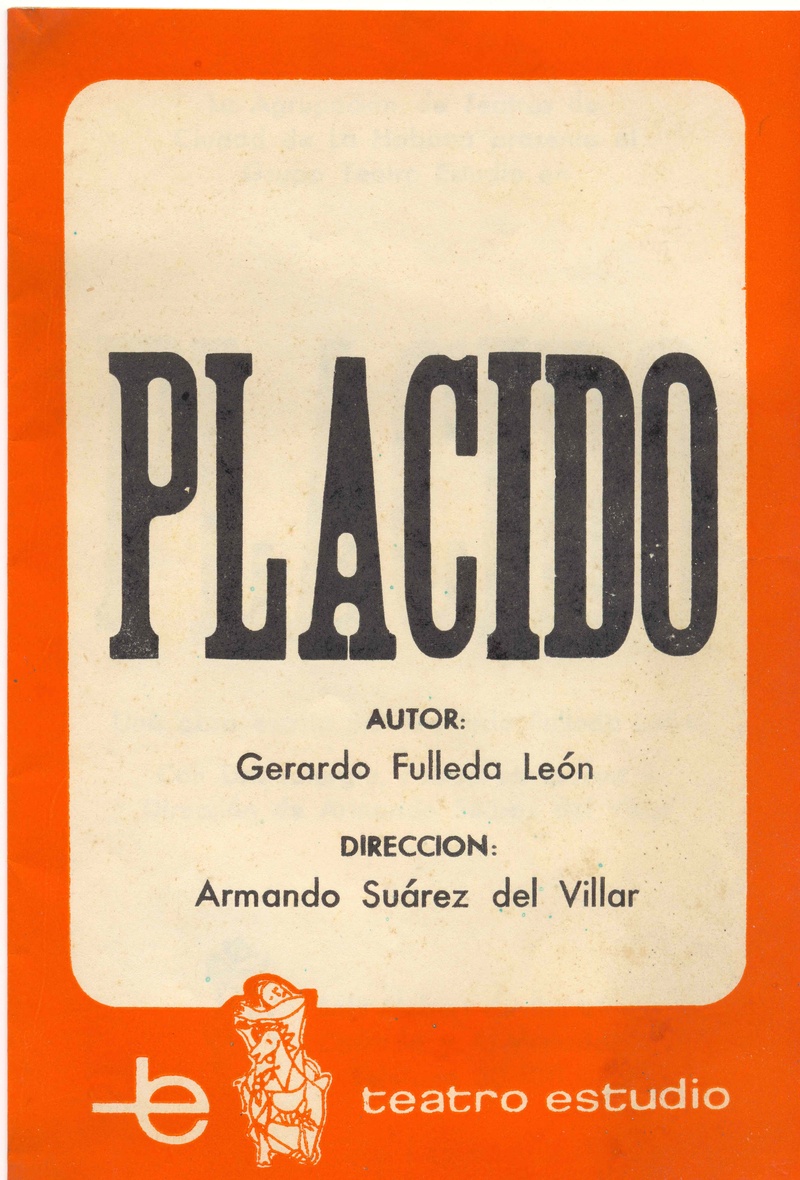 PLACIDO
AUTOR:
Gerardo Fulleda León
DIRECCION:
Armando Suárez del Villar
te
teatro estudio